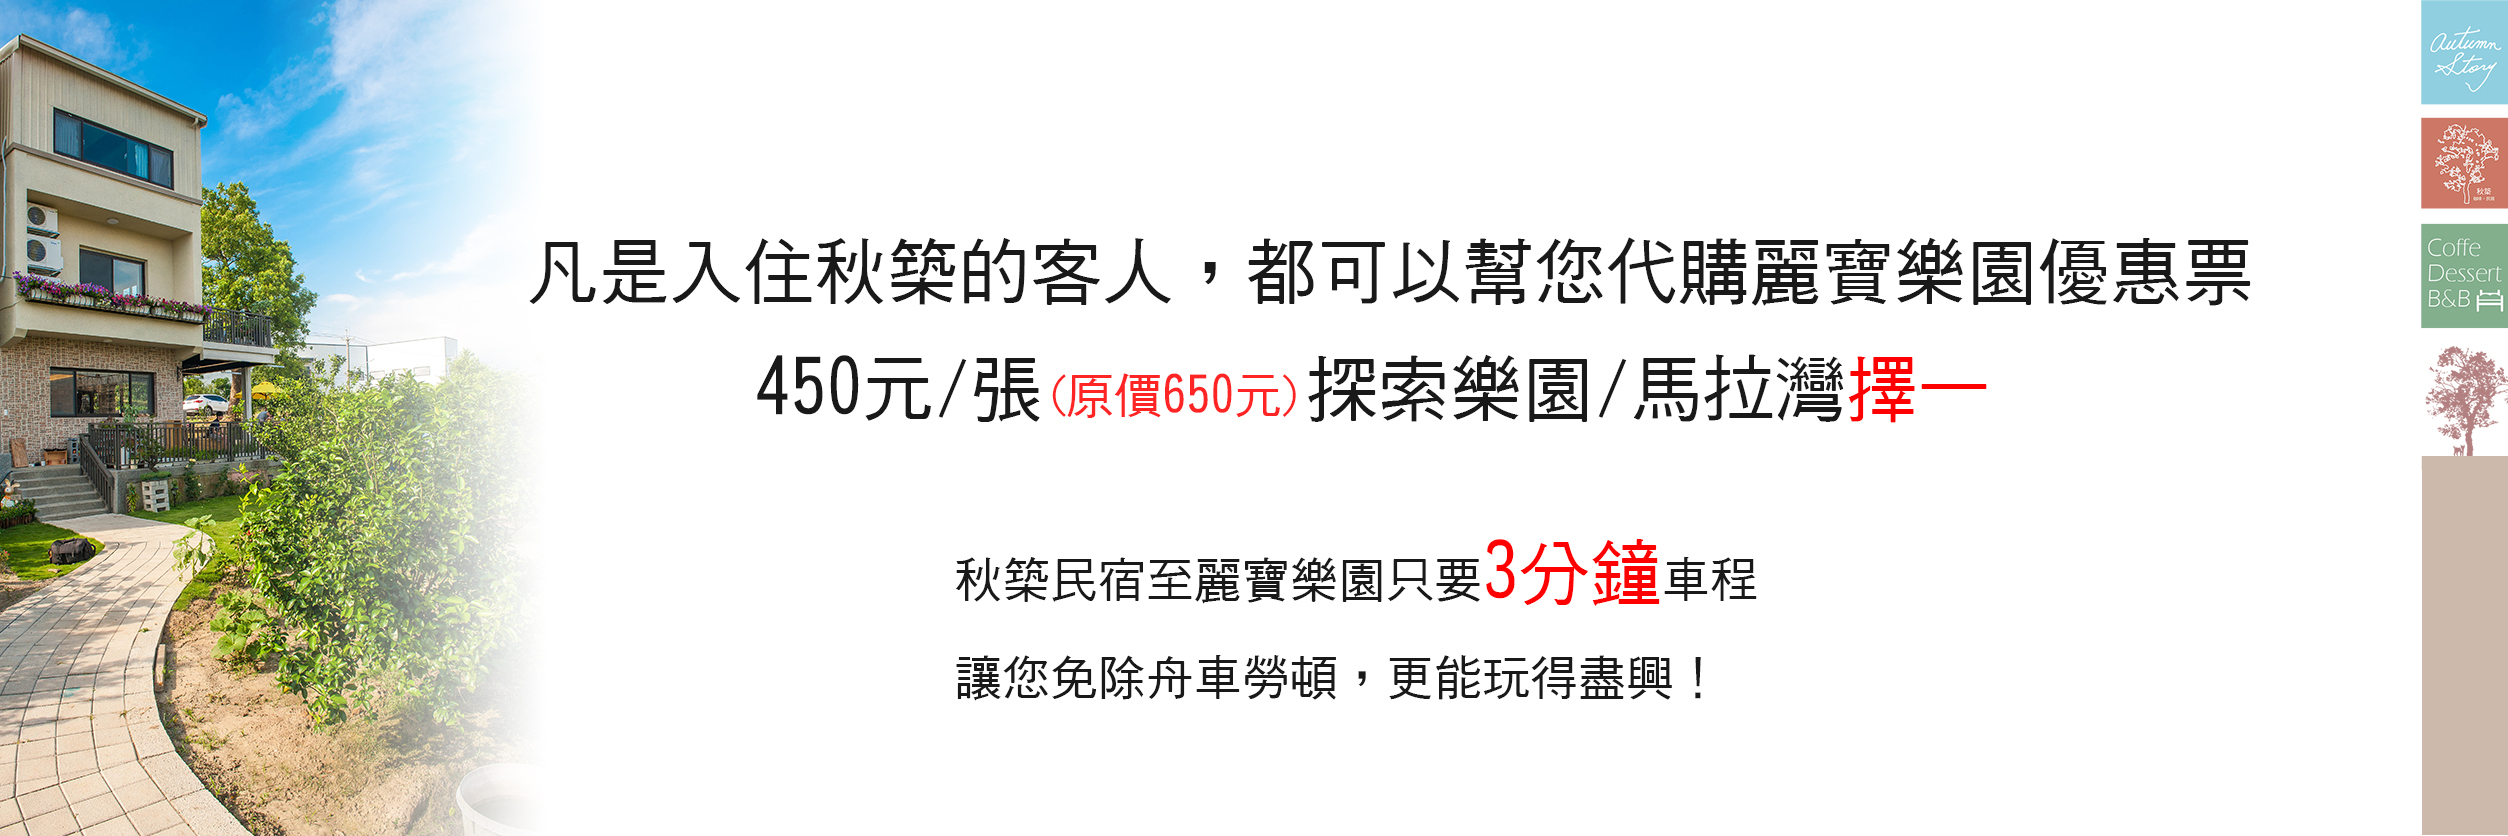 凡是入住秋築的客人，都可以幫您代購麗寶樂園優惠票
450元/張(原價650元)探索樂園/馬拉灣擇一
秋築民宿至麗寶樂園只要3分鐘車程
讓您免除舟車勞頓，更能玩得盡興！
Autumn
Story
秋築
Coffe
Dessert
B&B